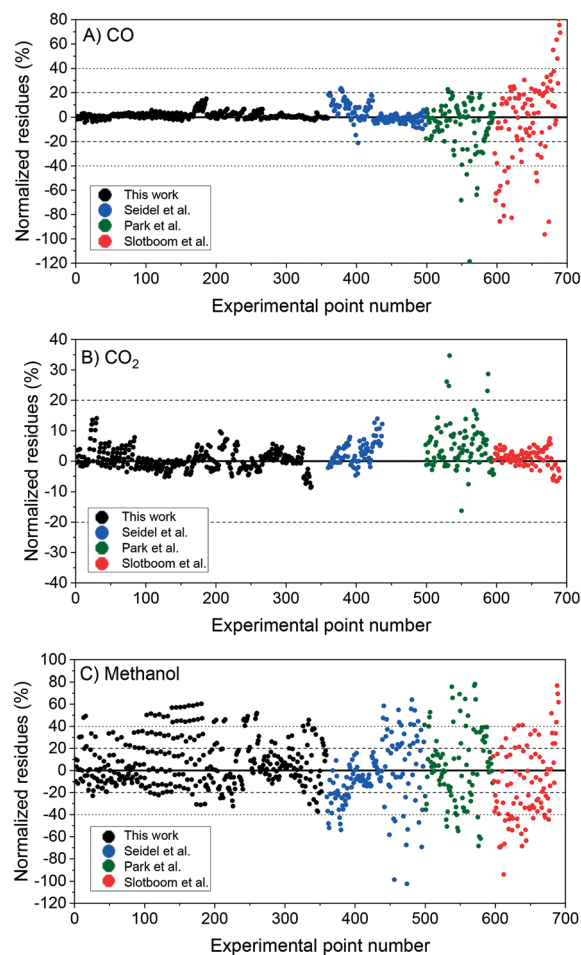 A) CO
80
60
40
20
0
-20
-40
-60
-80
-100
-120
Normalized residues (%)
This work
Seidel et al.
Park et al.
Slotboom et al.
0 100 200 300 400 500 600 700
Experimental point number
B) CO₂
40
30
20
10
0
-10
-20
-30
-40
Normalized residues (%)
This work
Seidel et al.
Park et al.
Slotboom et al.
0 100 200 300 400 500 600 700
Experimental point number
C) Methanol
100
80
60
40
20
0
-20
-40
-60
-80
-100
-120
Normalized residues (%)
This work
Seidel et al.
Park et al.
Slotboom et al.
0 100 200 300 400 500 600 700
Experimental point number